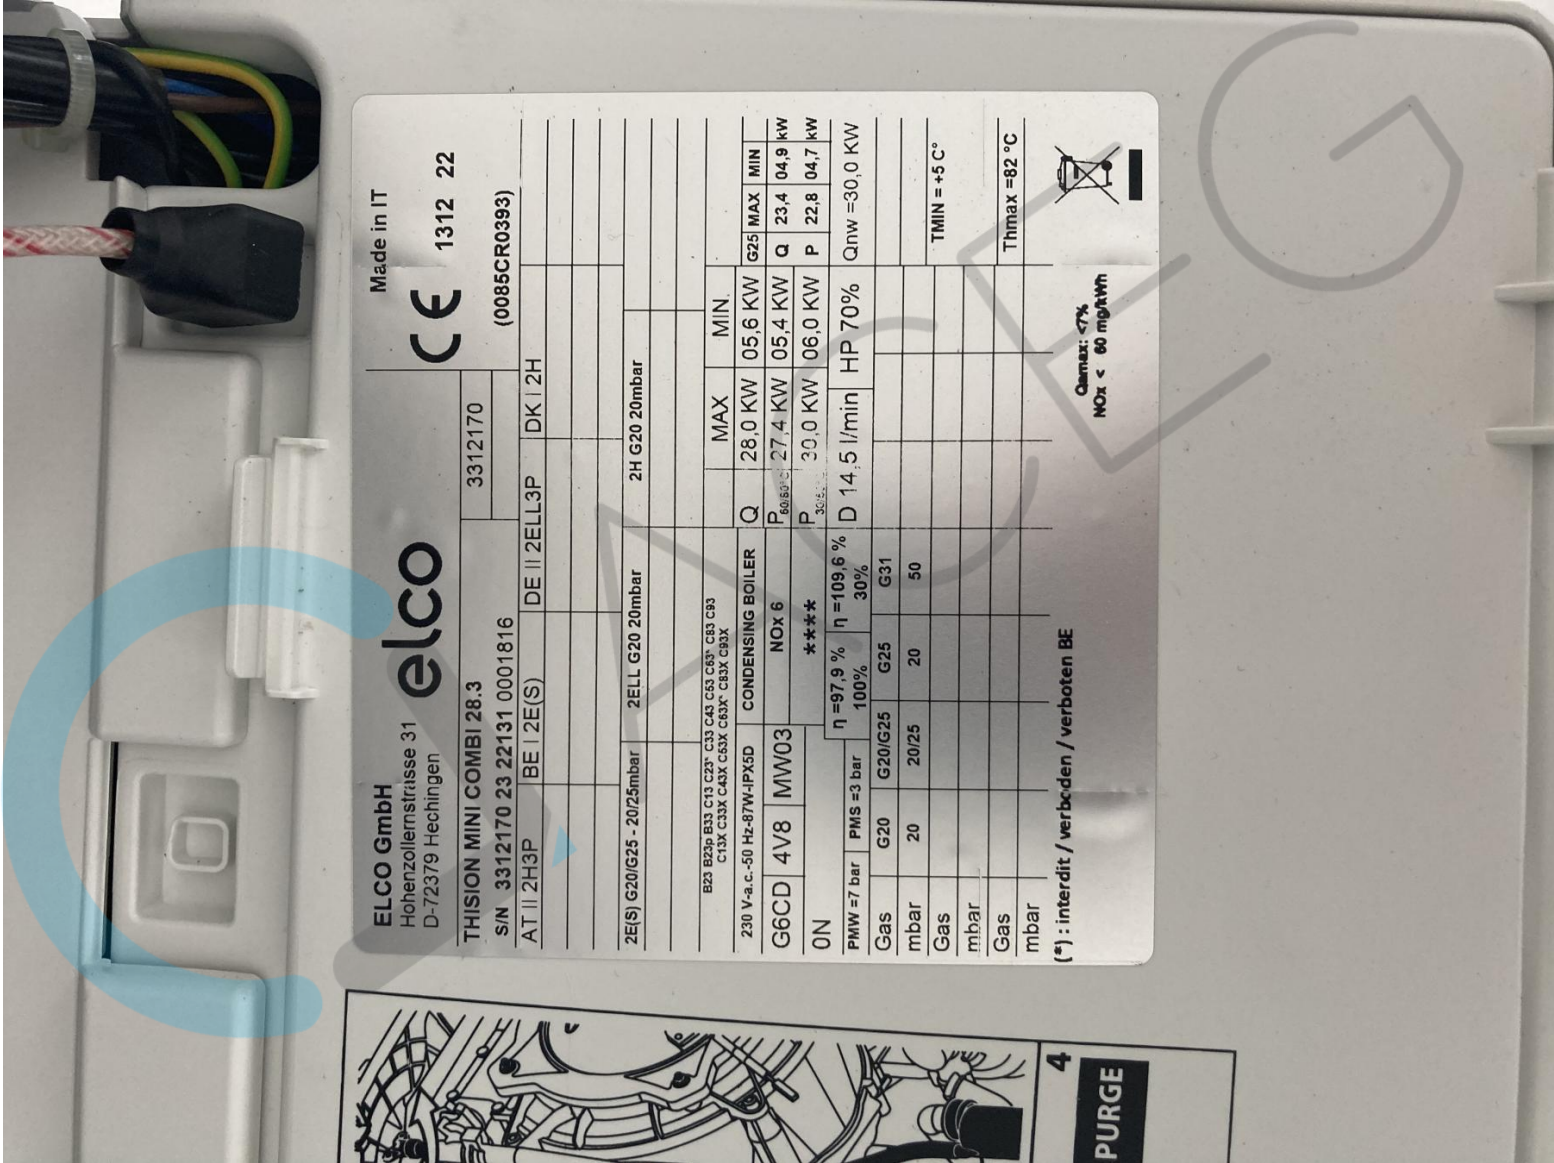 ELCO GmbH
Hohenzollernstrasse 31
D-72379 Hechingen
elco
Made in IT
CE 1312 22
THISION MINI COMBI 28.3
3312170
S/N 3312170 23 22131 0001816
(0085CR0393)
AT II 2H3P BE I 2E(S) DE II 2ELL3P DK I 2H
2E(S) G20/G25 - 20/25mbar 2ELL G20 20mbar 2H G20 20mbar
B23 B23p B33 C13 C23* C33 C43 C53 C63* C83 C93
C13X C33X C43X C53X C63X* C83X C93X
MAX MIN.
230 V-a.c.-50 Hz-87W-IPX5D CONDENSING BOILER
Q 28,0 KW 05,6 KW
G25 MAX MIN
G6CD 4V8 MW03 NOx 6
P 27,4 KW 05,4 KW
Q 23,4 04,9 kW
0N ****
P 30,0 KW 06,0 KW
P 22,8 04,7 kW
PMW =7 bar PMS =3 bar
η =97,9 % 100%
η =109,6 % 30%
D 14,5 l/min HP 70% Qnw =30,0 KW
Gas G20 G20/G25 G25 G31
mbar 20 20/25 20 50
Gas
TMIN = +5 C°
mbar
Gas
Thmax =82 °C
mbar
(*) : interdit / verboden / verboten BE
Qamax: <7%
NOx < 60 mg/kWh
4
PURGE
ACEG